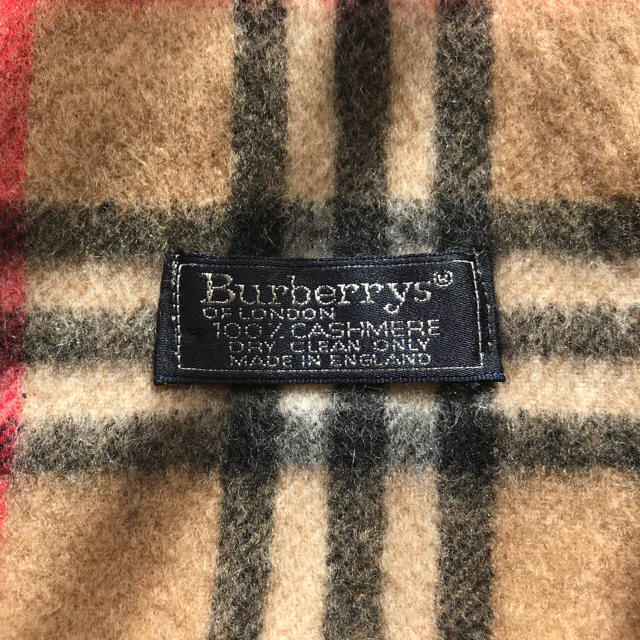 Burberrys®
OF LONDON
100% CASHMERE
DRY CLEAN ONLY
MADE IN ENGLAND